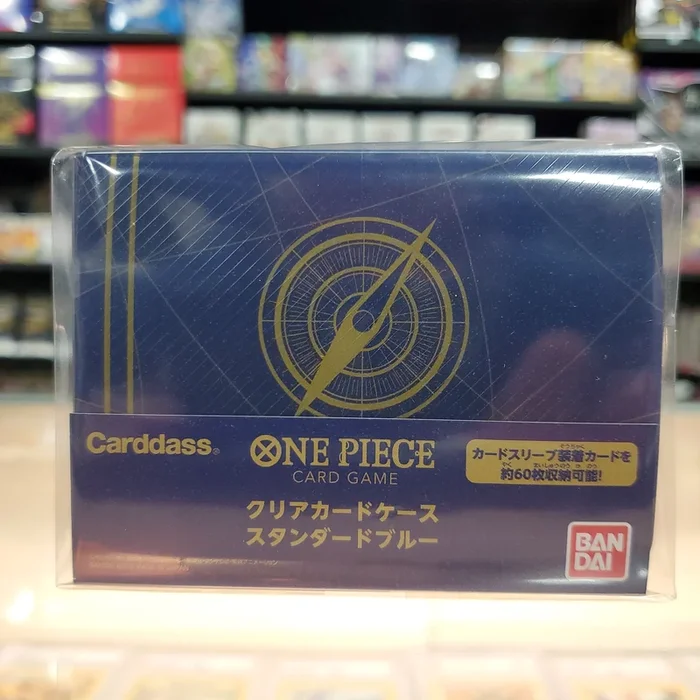 Carddass®
ONE PIECE
CARD GAME
クリアカードケース
スタンダードブルー
カードスリーブ装着カードを
約60枚収納可能!
BAN
DAI